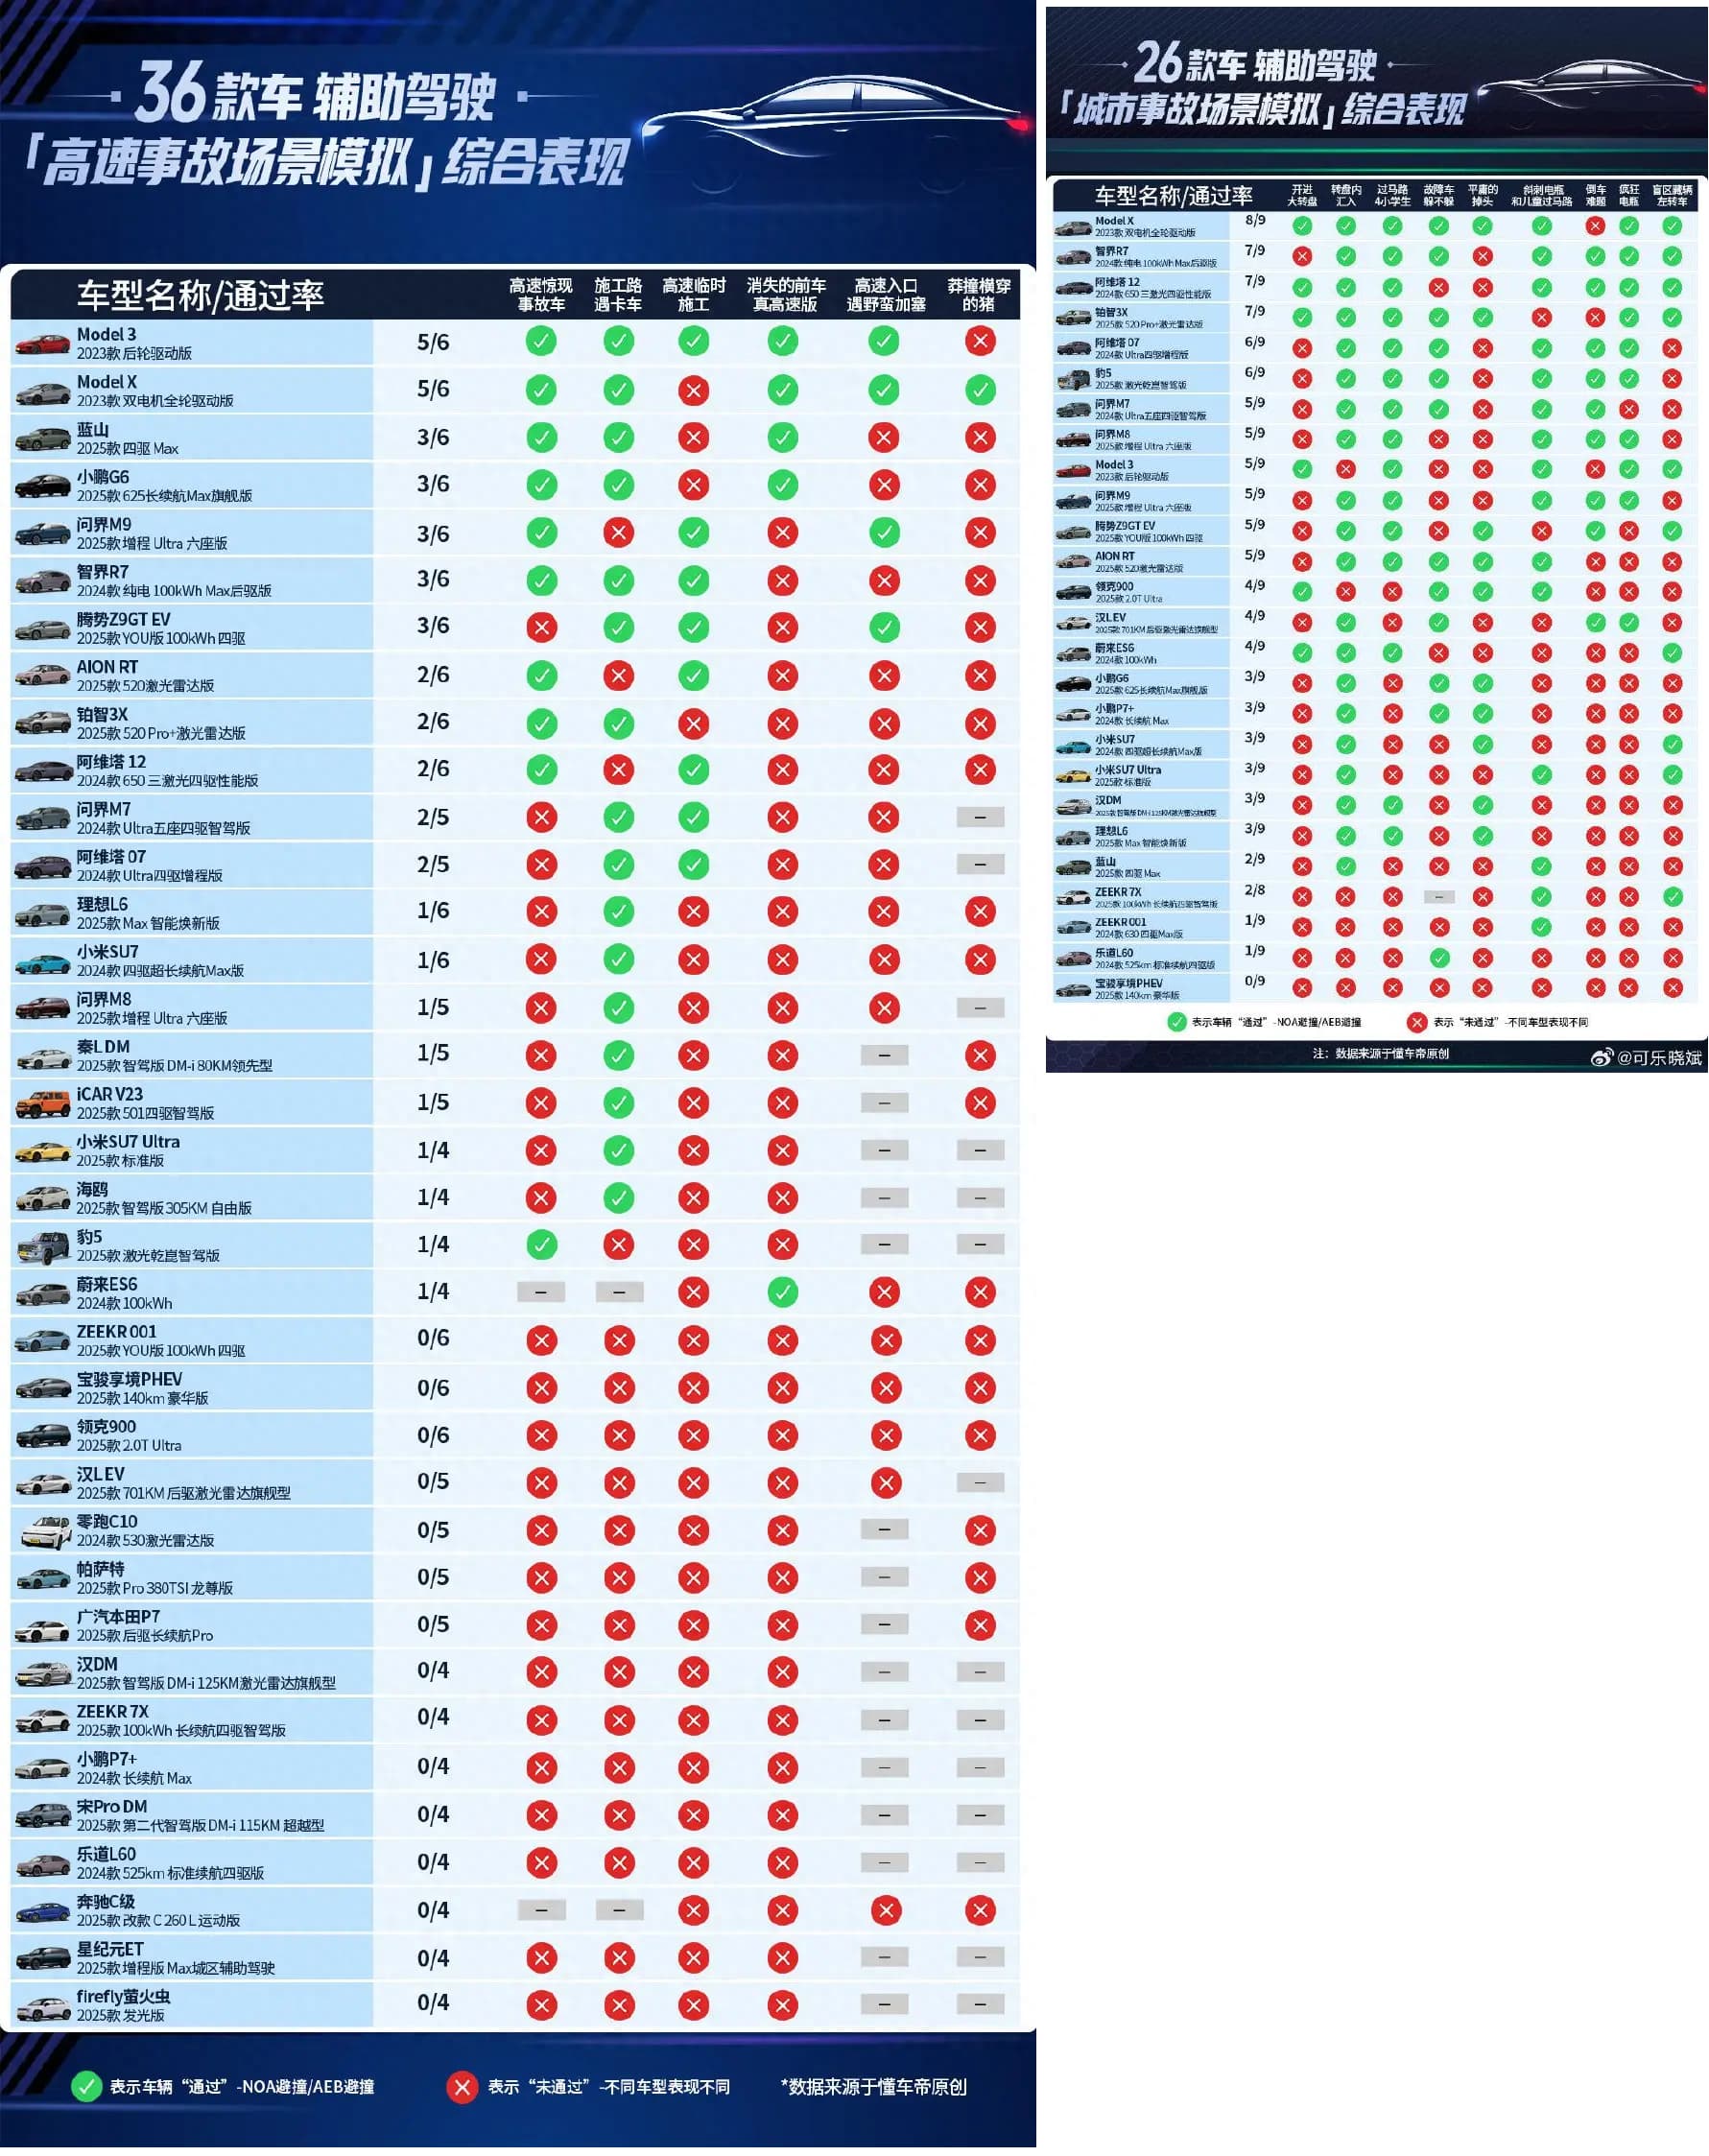 36款车 辅助驾驶
「高速事故场景模拟」综合表现
车型名称/通过率
高速惊现
事故车
施工路
遇卡车
高速临时
施工
消失的前车
真高速版
高速入口
遇野蛮加塞
莽撞横穿
的猪
Model 3
2023款 后轮驱动版
5/6
Model X
2023款 双电机全轮驱动版
5/6
蓝山
2025款 四驱 Max
3/6
小鹏G6
2025款 625长续航Max旗舰版
3/6
问界M9
2025款 增程 Ultra 六座版
3/6
智界R7
2024款 纯电 100kWh Max后驱版
3/6
腾势Z9GT EV
2025款 YOU版 100kWh 四驱
3/6
AION RT
2025款 520激光雷达版
2/6
铂智3X
2025款 520 Pro+激光雷达版
2/6
阿维塔 12
2024款 650 三激光四驱性能版
2/6
问界M7
2024款 Ultra五座四驱智驾版
2/5
–
阿维塔 07
2024款 Ultra四驱增程版
2/5
–
理想L6
2025款 Max 智能焕新版
1/6
小米SU7
2024款 四驱超长续航Max版
1/6
问界M8
2025款 增程 Ultra 六座版
1/5
–
秦L DM
2025款 智驾版 DM-i 80KM领先型
1/5
–
iCAR V23
2025款 501四驱智驾版
1/5
–
小米SU7 Ultra
2025款 标准版
1/4
– –
海鸥
2025款 智驾版 305KM 自由版
1/4
– –
豹5
2025款 激光乾崑智驾版
1/4
– –
蔚来ES6
2024款 100kWh
1/4
– –
ZEEKR 001
2025款 YOU版 100kWh 四驱
0/6
宝骏享境PHEV
2025款 140km 豪华版
0/6
领克900
2025款 2.0T Ultra
0/6
汉L EV
2025款 701KM 后驱激光雷达旗舰型
0/5
–
零跑C10
2024款 530激光雷达版
0/5
–
帕萨特
2025款 Pro 380TSI 龙尊版
0/5
–
广汽本田P7
2025款 后驱长续航Pro
0/5
–
汉DM
2025款 智驾版 DM-i 125KM激光雷达旗舰型
0/4
– –
ZEEKR 7X
2025款 100kWh 长续航四驱智驾版
0/4
– –
小鹏P7+
2024款 长续航 Max
0/4
– –
宋Pro DM
2025款 第二代智驾版 DM-i 115KM 超越型
0/4
– –
乐道L60
2024款 525km 标准续航四驱版
0/4
– –
奔驰C级
2025款 改款 C 260 L 运动版
0/4
– –
星纪元ET
2025款 增程版 Max城区辅助驾驶
0/4
– –
firefly萤火虫
2025款 发光版
0/4
– –
表示车辆“通过”-NOA避撞/AEB避撞
表示“未通过”-不同车型表现不同
*数据来源于懂车帝原创
26款车 辅助驾驶
「城市事故场景模拟」综合表现
车型名称/通过率
开进
大转盘
转盘内
汇入
过马路
4小学生
故障车
躲不躲
平庸的
掉头
斜刺电瓶
和儿童过马路
倒车
难题
疯狂
电瓶
盲区藏辆
左转车
Model X
2023款 双电机全轮驱动版
8/9
智界R7
2024款 纯电 100kWh Max后驱版
7/9
阿维塔 12
2024款 650 三激光四驱性能版
7/9
铂智3X
2025款 520 Pro+激光雷达版
7/9
阿维塔 07
2024款 Ultra四驱增程版
6/9
豹5
2025款 激光乾崑智驾版
6/9
问界M7
2024款 Ultra五座四驱智驾版
5/9
问界M8
2025款 增程 Ultra 六座版
5/9
Model 3
2023款 后轮驱动版
5/9
问界M9
2025款 增程 Ultra 六座版
5/9
腾势Z9GT EV
2025款 YOU版 100kWh 四驱
5/9
AION RT
2025款 520激光雷达版
5/9
领克900
2025款 2.0T Ultra
4/9
汉L EV
2025款 701KM 后驱激光雷达旗舰型
4/9
蔚来ES6
2024款 100kWh
4/9
小鹏G6
2025款 625长续航Max旗舰版
3/9
小鹏P7+
2024款 长续航 Max
3/9
小米SU7
2024款 四驱超长续航Max版
3/9
小米SU7 Ultra
2025款 标准版
3/9
汉DM
2025款 智驾版 DM-i 125KM激光雷达旗舰型
3/9
理想L6
2025款 Max 智能焕新版
3/9
蓝山
2025款 四驱 Max
2/9
ZEEKR 7X
2025款 100kWh 长续航四驱智驾版
2/8
–
ZEEKR 001
2024款 630 四驱Max版
1/9
乐道L60
2024款 525km 标准续航四驱版
1/9
宝骏享境PHEV
2025款 140km 豪华版
0/9
表示车辆“通过”-NOA避撞/AEB避撞
表示“未通过”-不同车型表现不同
注：数据来源于懂车帝原创
@可乐晓斌